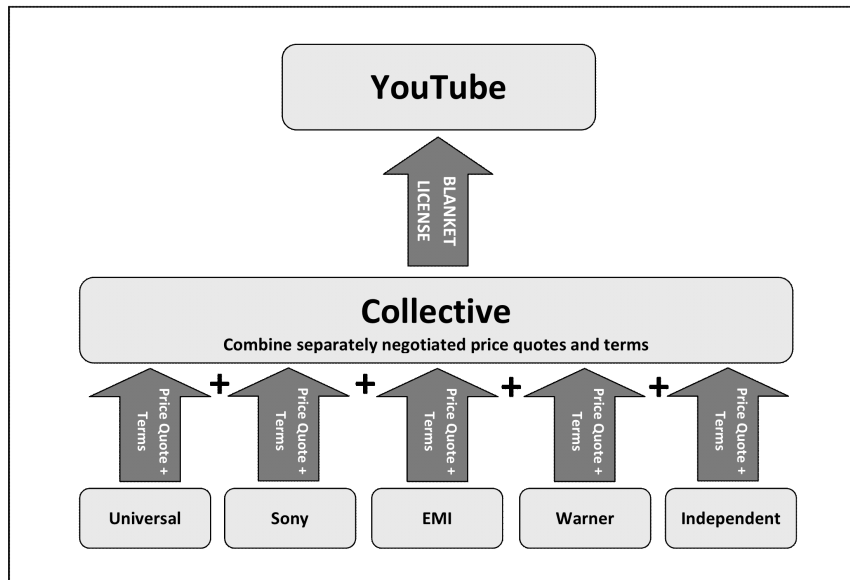 YouTube
BLANKET
LICENSE
Collective
Combine separately negotiated price quotes and terms
+
+
+
+
Price Quote +
Terms
Price Quote +
Terms
Price Quote +
Terms
Price Quote +
Terms
Price Quote +
Terms
Universal
Sony
EMI
Warner
Independent